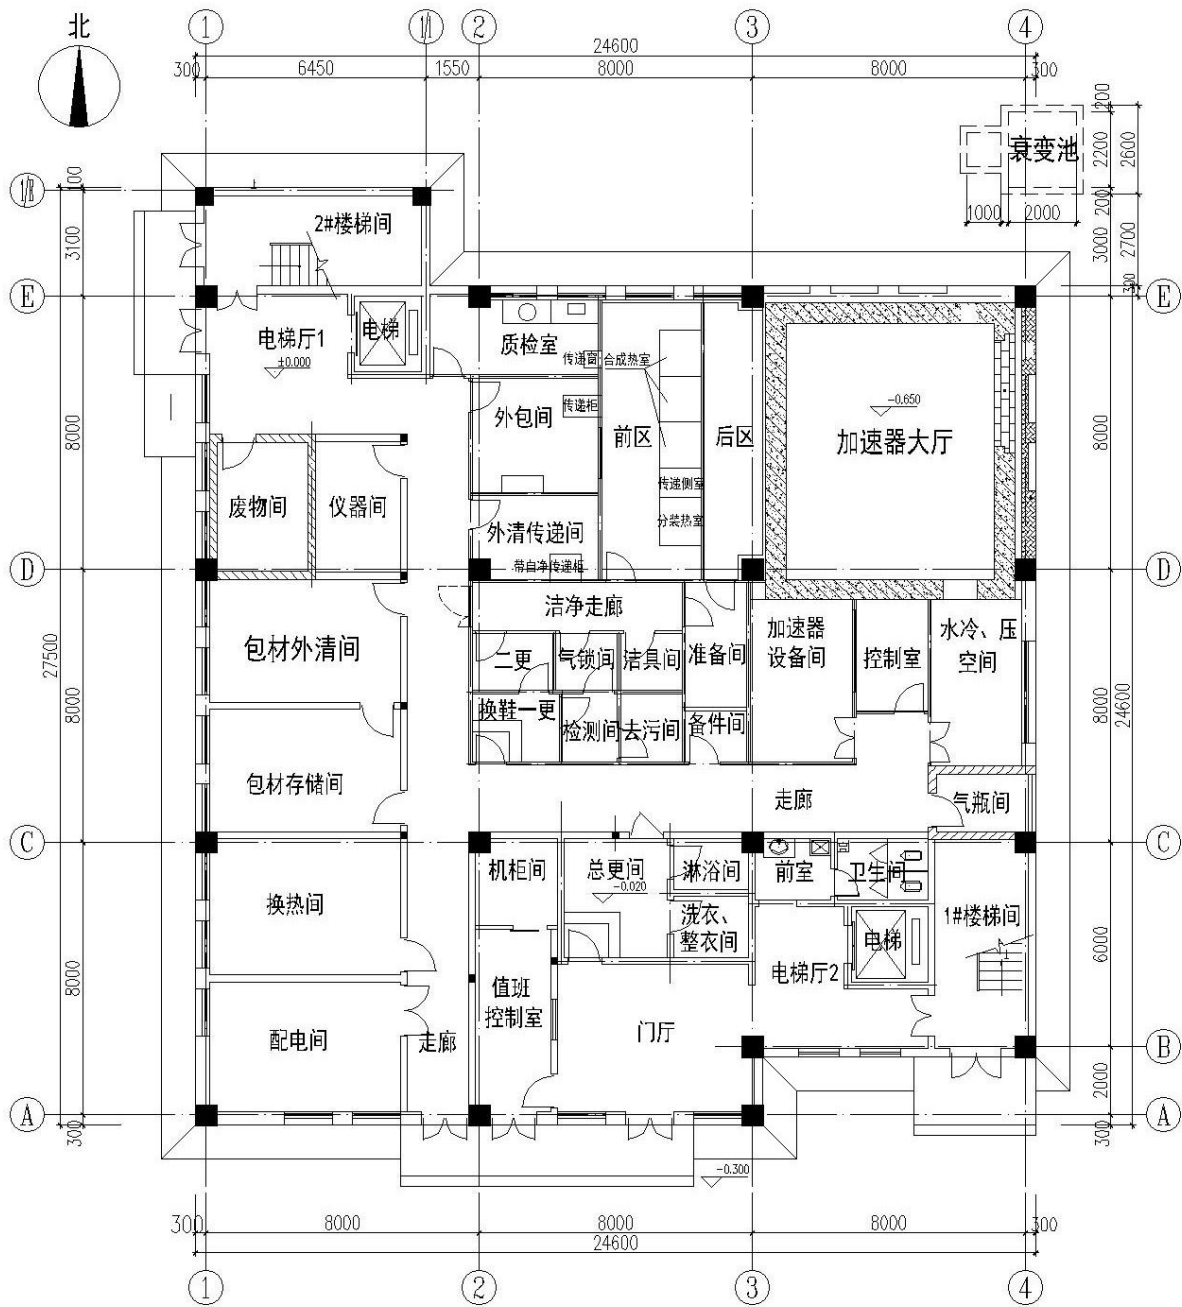 北
1
1/1
2
3
4
24600
300
6450
1550
8000
8000
300
200
2200
2600
衰变池
200
1000
2000
3000
2700
300
1/E
100
3100
2#楼梯间
E
E
电梯厅1
±0.000
电梯
质检室
传递窗
合成热室
8000
外包间
传递柜
前区
后区
-0.650
加速器大厅
8000
废物间
仪器间
外清传递间
传递侧室
分装热室
带自净传递柜
D
D
洁净走廊
包材外清间
二更
气锁间
洁具间
准备间
加速器
设备间
控制室
水冷、压
空间
27500
8000
换鞋一更
检测间
去污间
备件间
8000
24600
包材存储间
走廊
气瓶间
C
C
机柜间
总更间
-0.020
淋浴间
前室
卫生间
换热间
洗衣、
整衣间
1#楼梯间
电梯
8000
6000
值班
控制室
电梯厅2
配电间
走廊
门厅
B
2000
A
A
300
300
-0.300
300
8000
8000
8000
300
24600
1
2
3
4